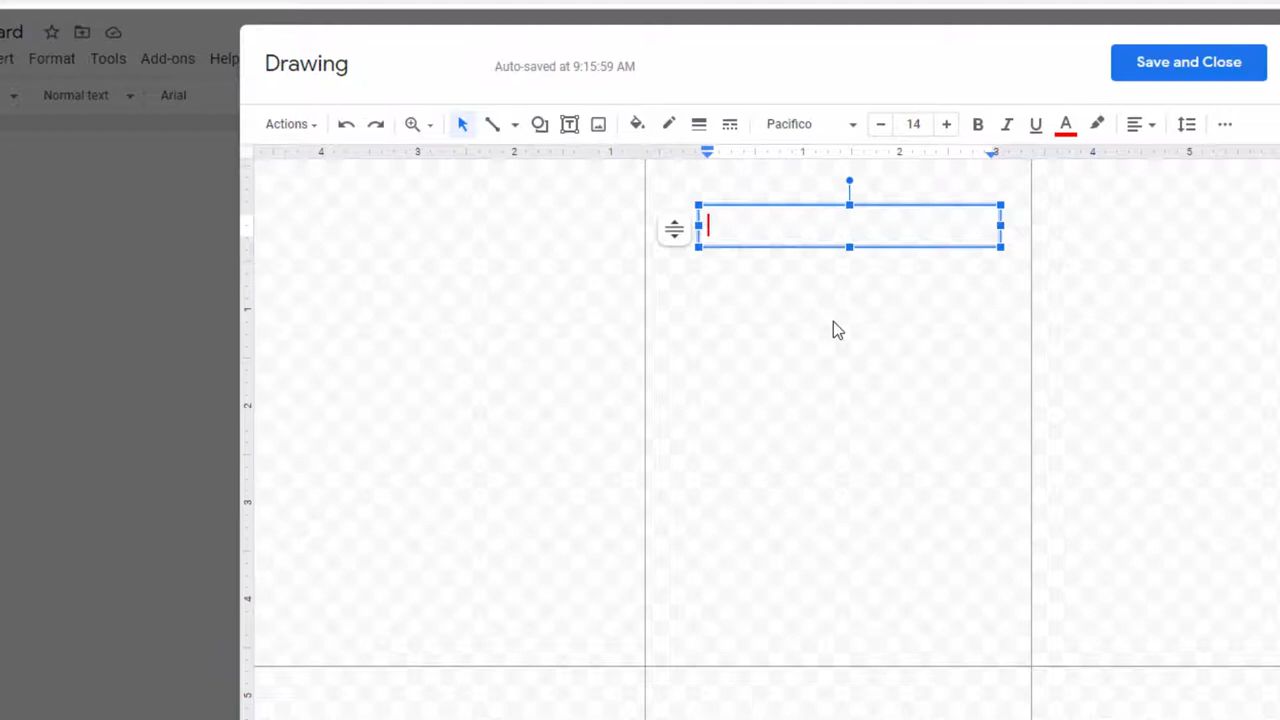 ard
ert Format Tools Add-ons Help
Normal text Arial
Drawing
Auto-saved at 9:15:59 AM
Save and Close
Actions
Pacifico
14
B I U A
4 3 2 1 1 2 3 4 5
1
2
3
4
5